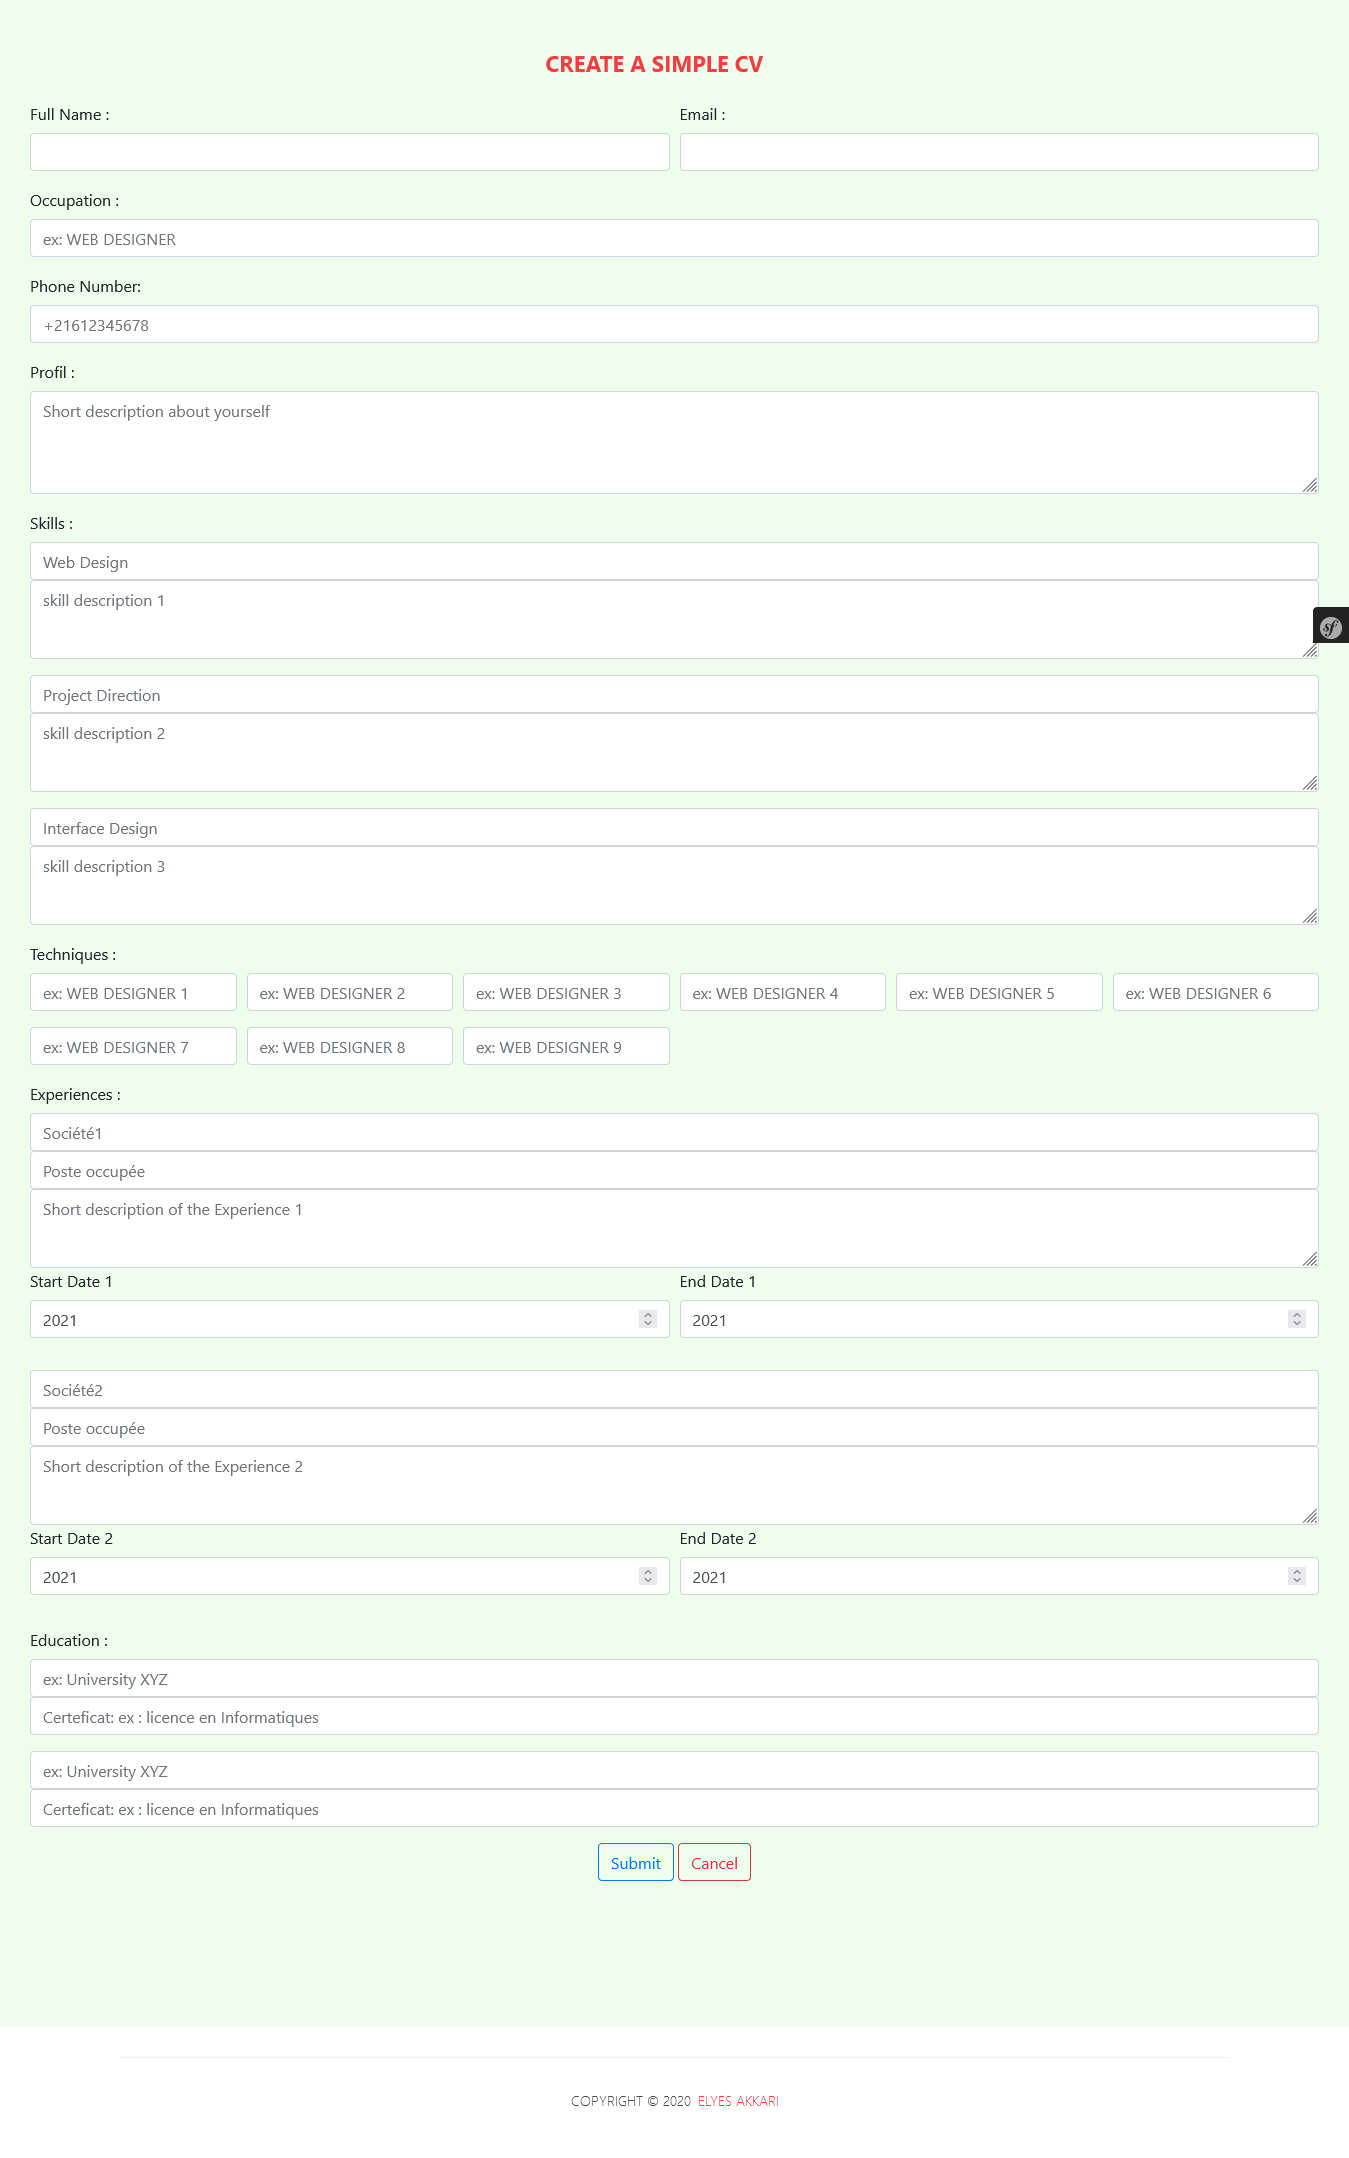 CREATE A SIMPLE CV
Full Name : Email :
Occupation :
ex: WEB DESIGNER
Phone Number:
+21612345678
Profil :
Short description about yourself
Skills :
Web Design
skill description 1
sf
Project Direction
skill description 2
Interface Design
skill description 3
Techniques :
ex: WEB DESIGNER 1 ex: WEB DESIGNER 2 ex: WEB DESIGNER 3 ex: WEB DESIGNER 4 ex: WEB DESIGNER 5 ex: WEB DESIGNER 6
ex: WEB DESIGNER 7 ex: WEB DESIGNER 8 ex: WEB DESIGNER 9
Experiences :
Société1
Poste occupée
Short description of the Experience 1
Start Date 1 End Date 1
2021 2021
Société2
Poste occupée
Short description of the Experience 2
Start Date 2 End Date 2
2021 2021
Education :
ex: University XYZ
Certeficat: ex : licence en Informatiques
ex: University XYZ
Certeficat: ex : licence en Informatiques
Submit Cancel
COPYRIGHT © 2020 ELYES AKKARI